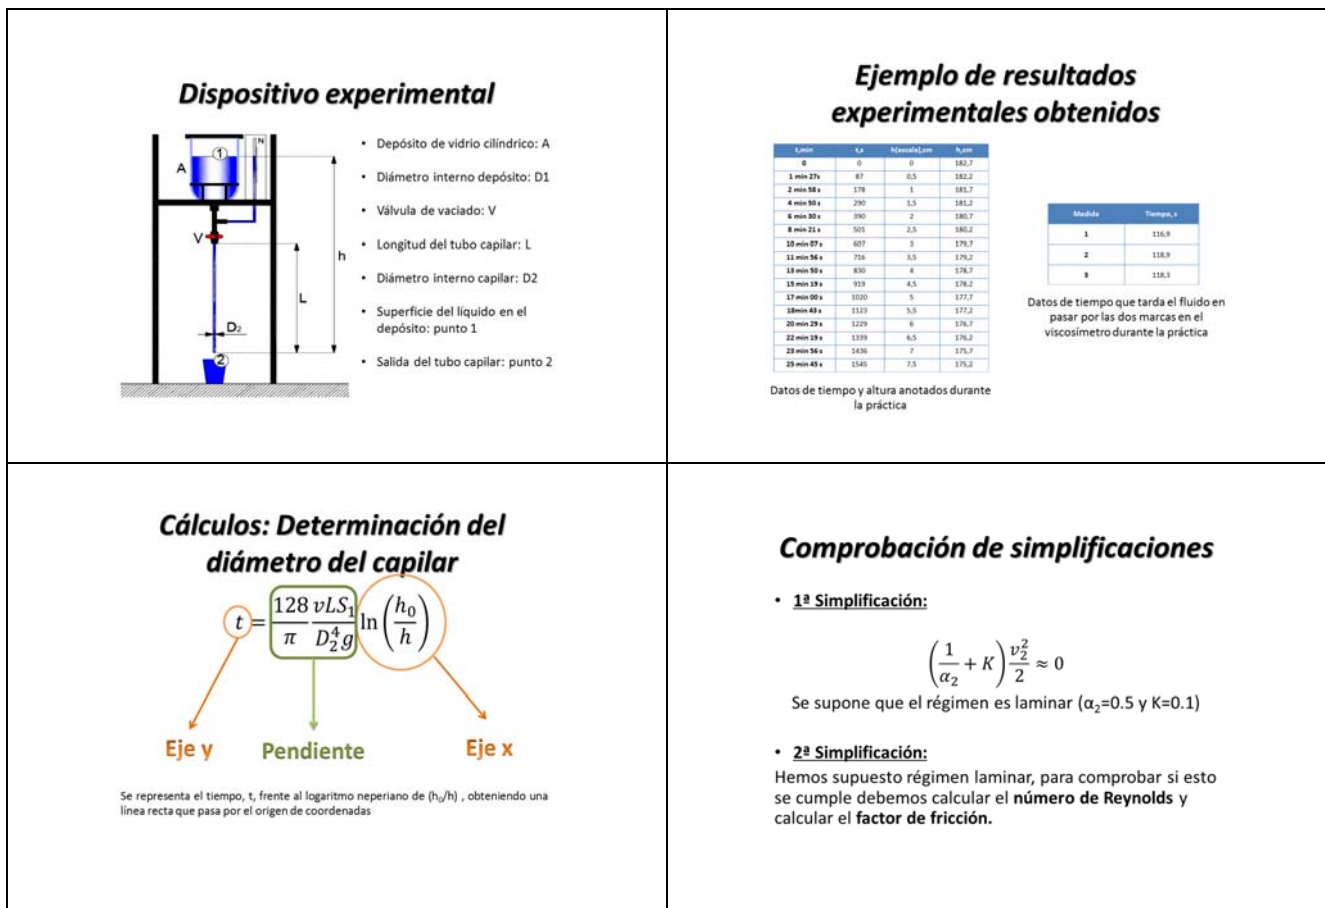 Dispositivo experimental
N
1
A
V
h
L
D₂
2
• Depósito de vidrio cilíndrico: A
• Diámetro interno depósito: D1
• Válvula de vaciado: V
• Longitud del tubo capilar: L
• Diámetro interno capilar: D2
• Superficie del líquido en el
depósito: punto 1
• Salida del tubo capilar: punto 2
Ejemplo de resultados
experimentales obtenidos
t,min t,s h(escala),cm h,cm
0 0 0 182,7
1 min 27s 87 0,5 182,2
2 min 58 s 178 1 181,7
4 min 50 s 290 1,5 181,2
6 min 30 s 390 2 180,7
8 min 21 s 501 2,5 180,2
10 min 07 s 607 3 179,7
11 min 56 s 716 3,5 179,2
13 min 50 s 830 4 178,7
15 min 19 s 919 4,5 178,2
17 min 00 s 1020 5 177,7
18min 43 s 1123 5,5 177,2
20 min 29 s 1229 6 176,7
22 min 19 s 1339 6,5 176,2
23 min 56 s 1436 7 175,7
25 min 45 s 1545 7,5 175,2
Datos de tiempo y altura anotados durante
la práctica
Medida Tiempo, s
1 116,9
2 118,9
3 118,3
Datos de tiempo que tarda el fluido en
pasar por las dos marcas en el
viscosímetro durante la práctica
Cálculos: Determinación del
diámetro del capilar
t = 128/π νLS₁/D₂⁴g ln(h₀/h)
Eje y Pendiente Eje x
Se representa el tiempo, t, frente al logaritmo neperiano de (h₀/h) , obteniendo una
línea recta que pasa por el origen de coordenadas
Comprobación de simplificaciones
• 1ª Simplificación:
(1/α₂ + K) v₂²/2 ≈ 0
Se supone que el régimen es laminar (α₂=0.5 y K=0.1)
• 2ª Simplificación:
Hemos supuesto régimen laminar, para comprobar si esto
se cumple debemos calcular el número de Reynolds y
calcular el factor de fricción.